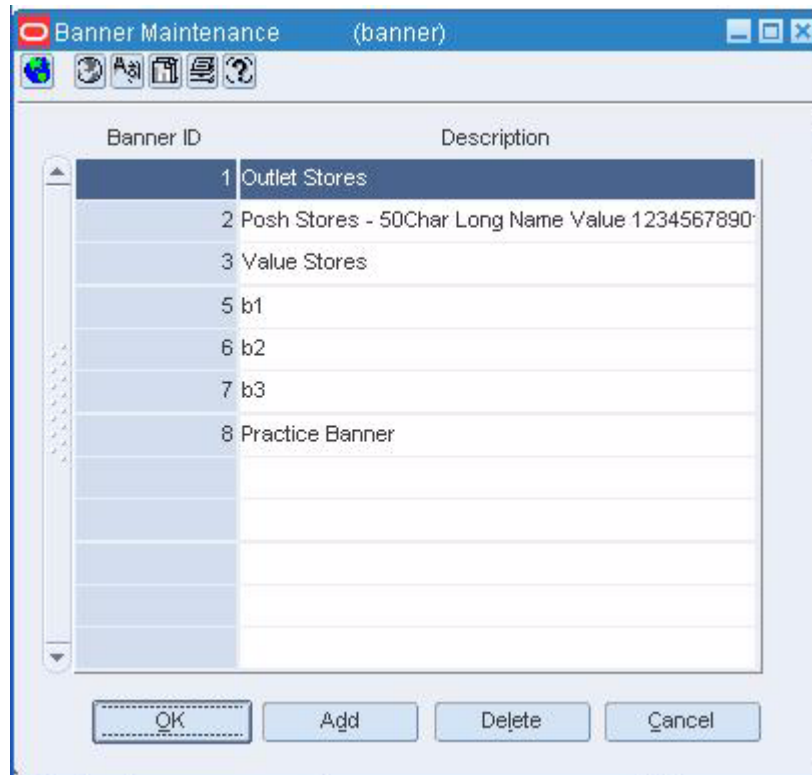 Banner Maintenance (banner)
Banner ID Description
1 Outlet Stores
2 Posh Stores - 50Char Long Name Value 1234567890
3 Value Stores
5 b1
6 b2
7 b3
8 Practice Banner
OK Add Delete Cancel